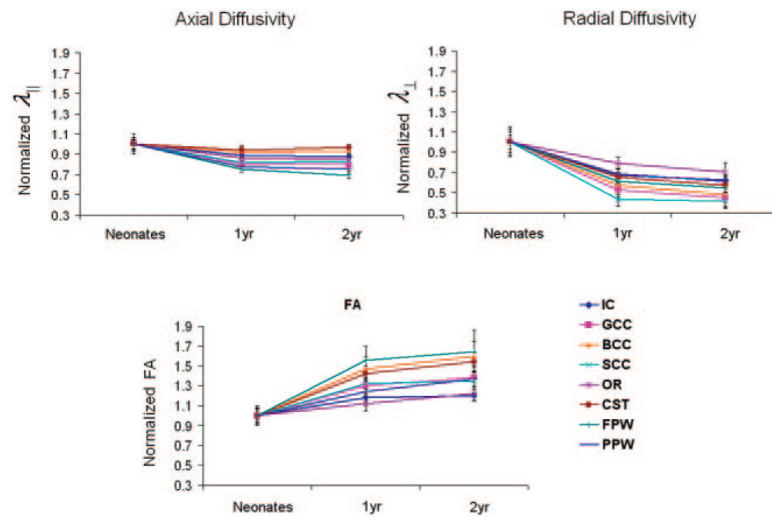 Axial Diffusivity
Normalized λ||
1.9
1.7
1.5
1.3
1.1
0.9
0.7
0.5
0.3
Neonates 1yr 2yr
Radial Diffusivity
Normalized λ⊥
1.9
1.7
1.5
1.3
1.1
0.9
0.7
0.5
0.3
Neonates 1yr 2yr
FA
Normalized FA
1.9
1.7
1.5
1.3
1.1
0.9
0.7
0.5
0.3
Neonates 1yr 2yr
IC
GCC
BCC
SCC
OR
CST
FPW
PPW